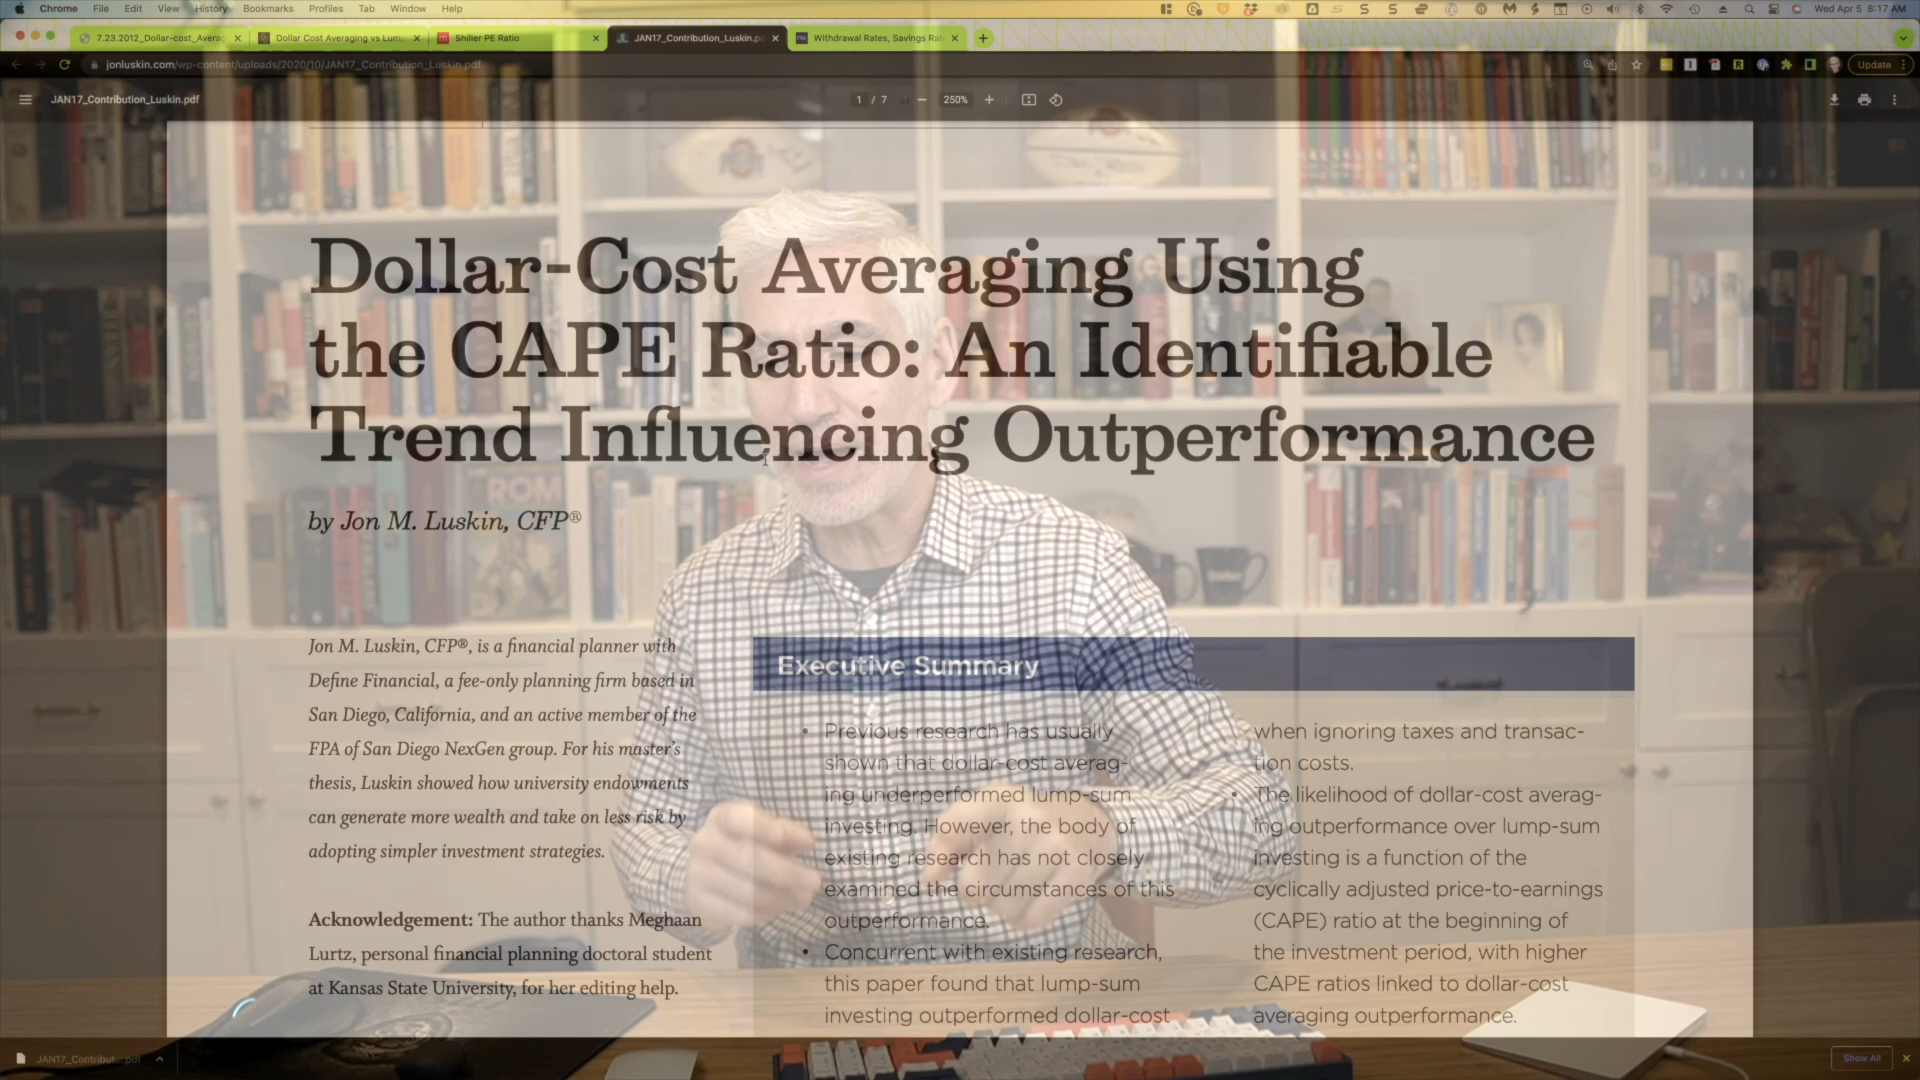 Chrome File Edit View History Bookmarks Profiles Tab Window Help Wed Apr 5 8:17 AM
7.23.2012_Dollar-cost_Averag Dollar Cost Averaging vs Lum Shiller PE Ratio JAN17_Contribution_Luskin.pd Withdrawal Rates, Savings Rat
jonluskin.com/wp-content/uploads/2020/10/JAN17_Contribution_Luskin.pdf Update
JAN17_Contribution_Luskin.pdf 1 / 7 250%
Dollar-Cost Averaging Using
the CAPE Ratio: An Identifiable
Trend Influencing Outperformance
by Jon M. Luskin, CFP®
Jon M. Luskin, CFP®, is a financial planner with
Define Financial, a fee-only planning firm based in
San Diego, California, and an active member of the
FPA of San Diego NexGen group. For his master's
thesis, Luskin showed how university endowments
can generate more wealth and take on less risk by
adopting simpler investment strategies.
Acknowledgement: The author thanks Meghaan
Lurtz, personal financial planning doctoral student
at Kansas State University, for her editing help.
Executive Summary
• Previous research has usually
shown that dollar-cost averag-
ing underperformed lump-sum
investing. However, the body of
existing research has not closely
examined the circumstances of this
outperformance.
• Concurrent with existing research,
this paper found that lump-sum
investing outperformed dollar-cost
when ignoring taxes and transac-
tion costs.
• The likelihood of dollar-cost averag-
ing outperformance over lump-sum
investing is a function of the
cyclically adjusted price-to-earnings
(CAPE) ratio at the beginning of
the investment period, with higher
CAPE ratios linked to dollar-cost
averaging outperformance.
ROM
JAN17_Contribut....pdf Show All